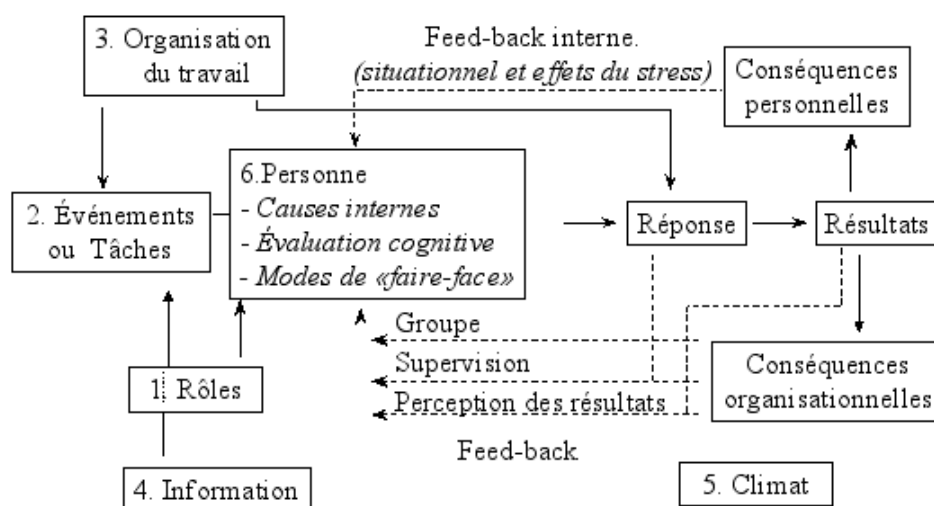 3. Organisation
du travail
Feed-back interne.
(situationnel et effets du stress)
Conséquences
personnelles
2. Événements
ou Tâches
6.Personne
- Causes internes
- Évaluation cognitive
- Modes de «faire-face»
Réponse
Résultats
Groupe
Supervision
Perception des résultats
Feed-back
Conséquences
organisationnelles
1. Rôles
4. Information
5. Climat